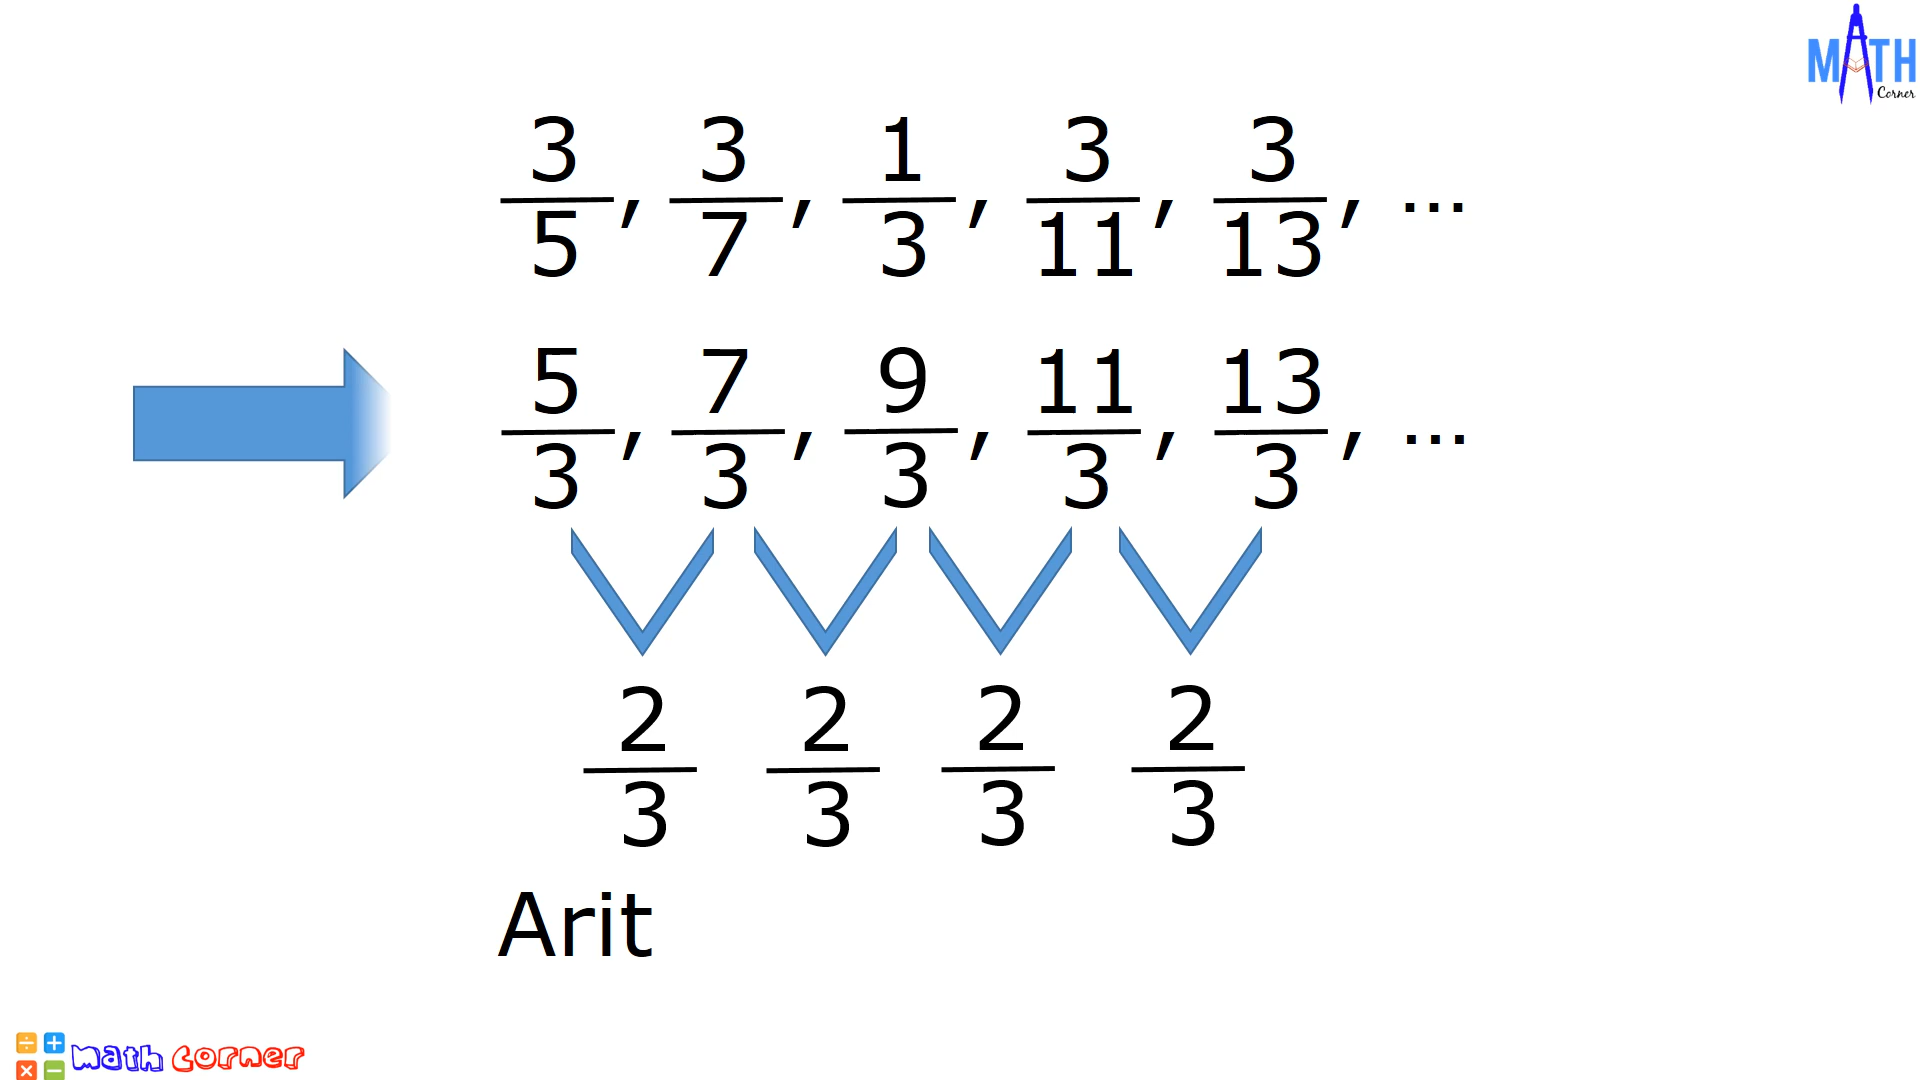 MATH
Corner
3/5, 3/7, 1/3, 3/11, 3/13, ...
5/3, 7/3, 9/3, 11/3, 13/3, ...
2/3 2/3 2/3 2/3
Arit
÷ + × − math corner